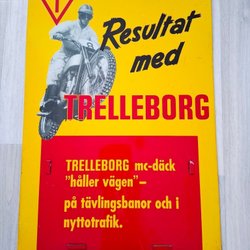 T
Resultat
med
TRELLEBORG
TRELLEBORG mc-däck
"håller vägen"–
på tävlingsbanor och i
nyttotrafik.